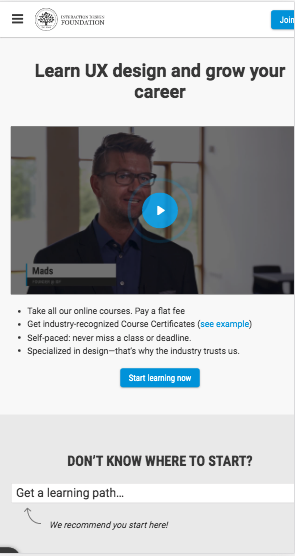 INTERACTION DESIGN
FOUNDATION
Join
Learn UX design and grow your
career
Mads
Take all our online courses. Pay a flat fee
Get industry-recognized Course Certificates (see example)
Self-paced: never miss a class or deadline.
Specialized in design—that's why the industry trusts us.
Start learning now
DON'T KNOW WHERE TO START?
Get a learning path...
We recommend you start here!